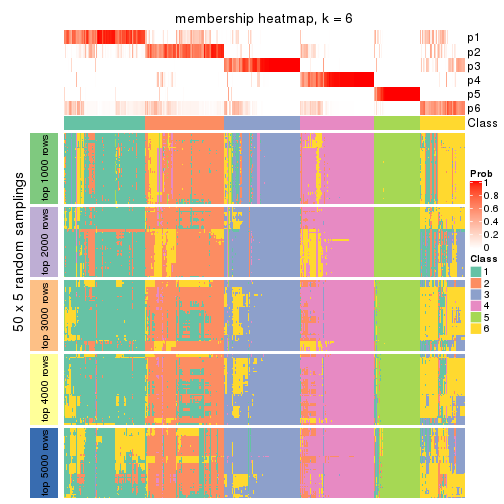 membership heatmap, k = 6
p1
p2
p3
p4
p5
p6
Class
50 x 5 random samplings
top 1000 rows
top 2000 rows
top 3000 rows
top 4000 rows
top 5000 rows
Prob
1
0.8
0.6
0.4
0.2
0
Class
1
2
3
4
5
6